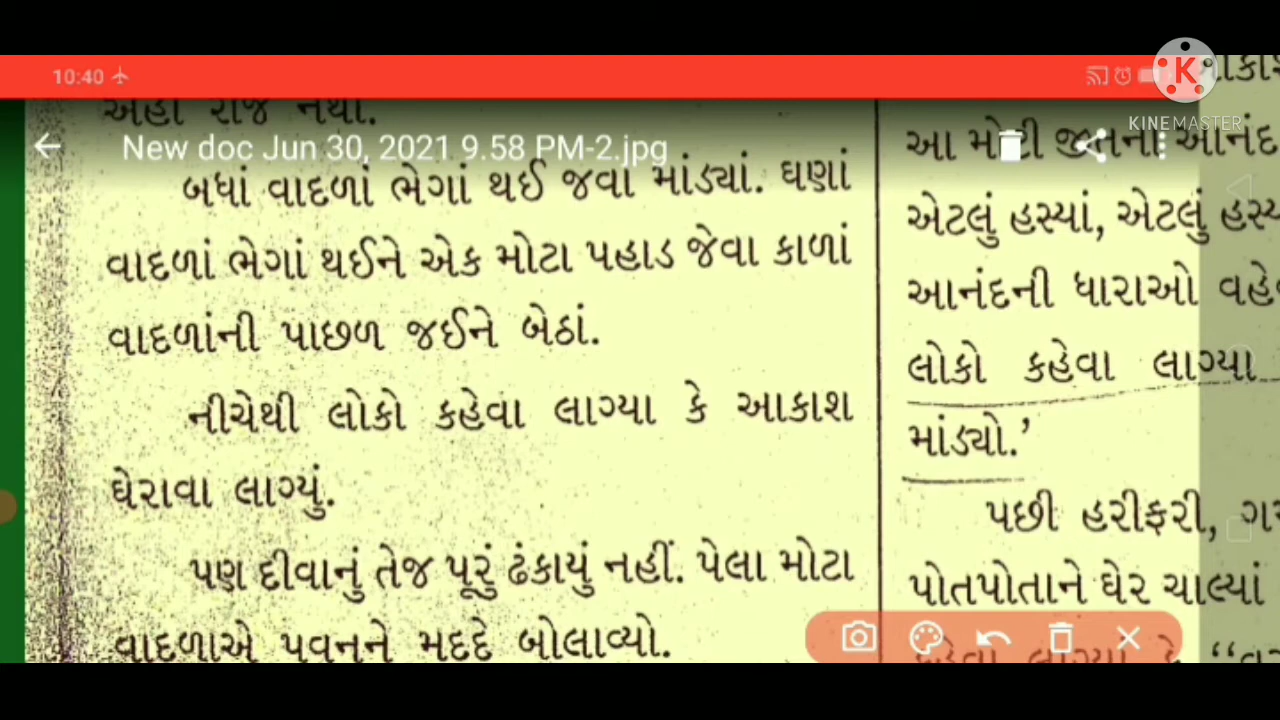 10:40
KINEMASTER
New doc Jun 30, 2021 9.58 PM-2.jpg
બધાં વાદળાં ભેગાં થઈ જવા માંડ્યાં. ઘણાં
વાદળાં ભેગાં થઈને એક મોટા પહાડ જેવા કાળાં
વાદળાંની પાછળ જઈને બેઠાં.
નીચેથી લોકો કહેવા લાગ્યા કે આકાશ
ઘેરાવા લાગ્યું.
પણ દીવાનું તેજ પૂરું ઢંકાયું નહીં. પેલા મોટા
વાદળાએ પવનને મદદે બોલાવ્યો.
આ મોટી જીતના આનંદ
એટલું હસ્યાં, એટલું
આનંદની ધારાઓ
લોકો કહેવા લાગ્યા
માંડ્યો.’
પછી હરીફરી,
પોતપોતાને ઘેર ચાલ્યાં